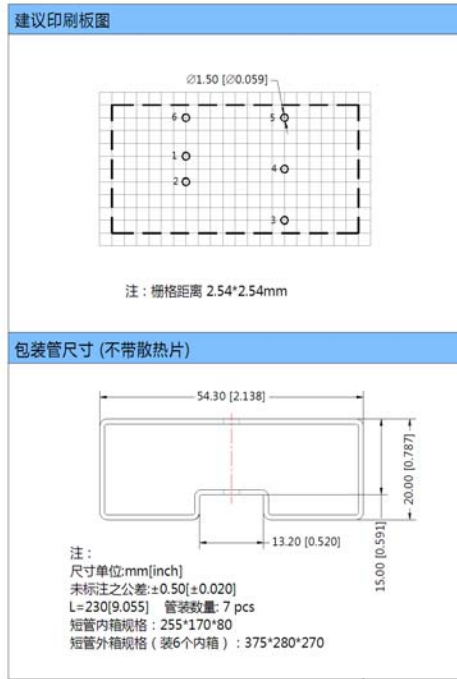 建议印刷板图
∅1.50 [∅0.059]
6
5
1
4
2
3
注：栅格距离 2.54*2.54mm
包装管尺寸 (不带散热片)
54.30 [2.138]
20.00 [0.787]
15.00 [0.591]
13.20 [0.520]
注：
尺寸单位:mm[inch]
未标注之公差:±0.50[±0.020]
L=230[9.055] 管装数量: 7 pcs
短管内箱规格：255*170*80
短管外箱规格（装6个内箱）：375*280*270